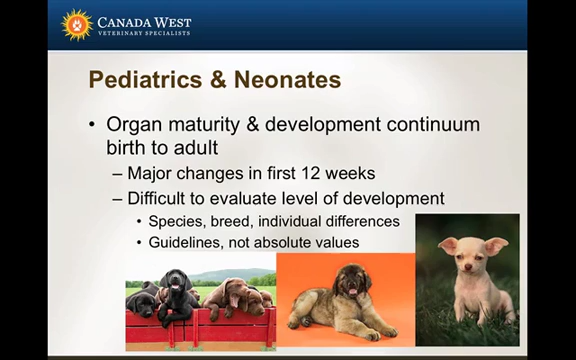 CANADA WEST
VETERINARY SPECIALISTS
Pediatrics & Neonates
• Organ maturity & development continuum
birth to adult
– Major changes in first 12 weeks
– Difficult to evaluate level of development
• Species, breed, individual differences
• Guidelines, not absolute values